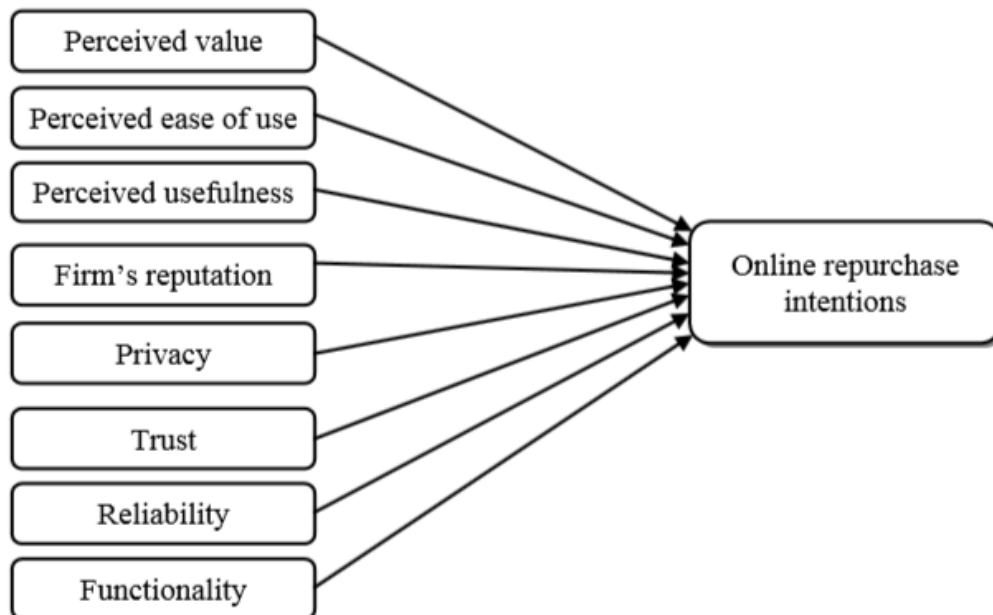 Perceived value
Perceived ease of use
Perceived usefulness
Firm's reputation
Privacy
Trust
Reliability
Functionality
Online repurchase
intentions